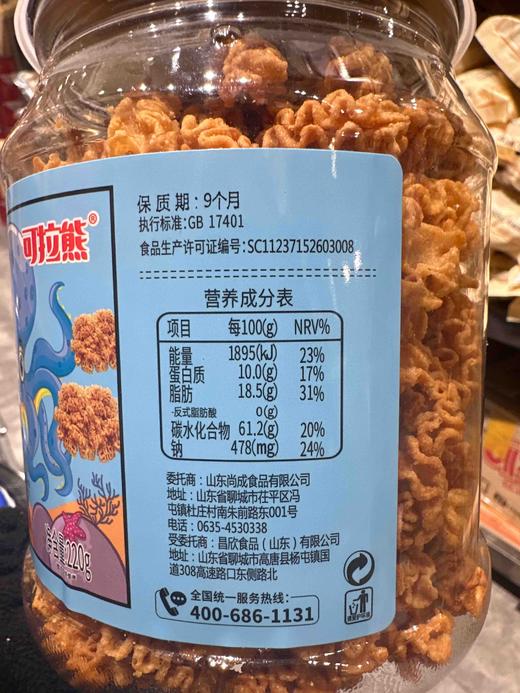 可拉熊®
保质期:9个月
执行标准:GB 17401
食品生产许可证编号:SC11237152603008
营养成分表
项目 每100(g) NRV%
能量 1895(kJ) 23%
蛋白质 10.0(g) 17%
脂肪 18.5(g) 31%
-反式脂肪酸 0(g)
碳水化合物 61.2(g) 20%
钠 478(mg) 24%
委托商:山东尚成食品有限公司
地址:山东省聊城市茌平区冯
屯镇杜庄村南朱前路东001号
电话:0635-4530338
受委托商:昌欣食品(山东)有限公司
地址:山东省聊城市高唐县杨屯镇国
道308高速路口东侧路北
全国统一服务热线:
400-686-1131
净含量:220g